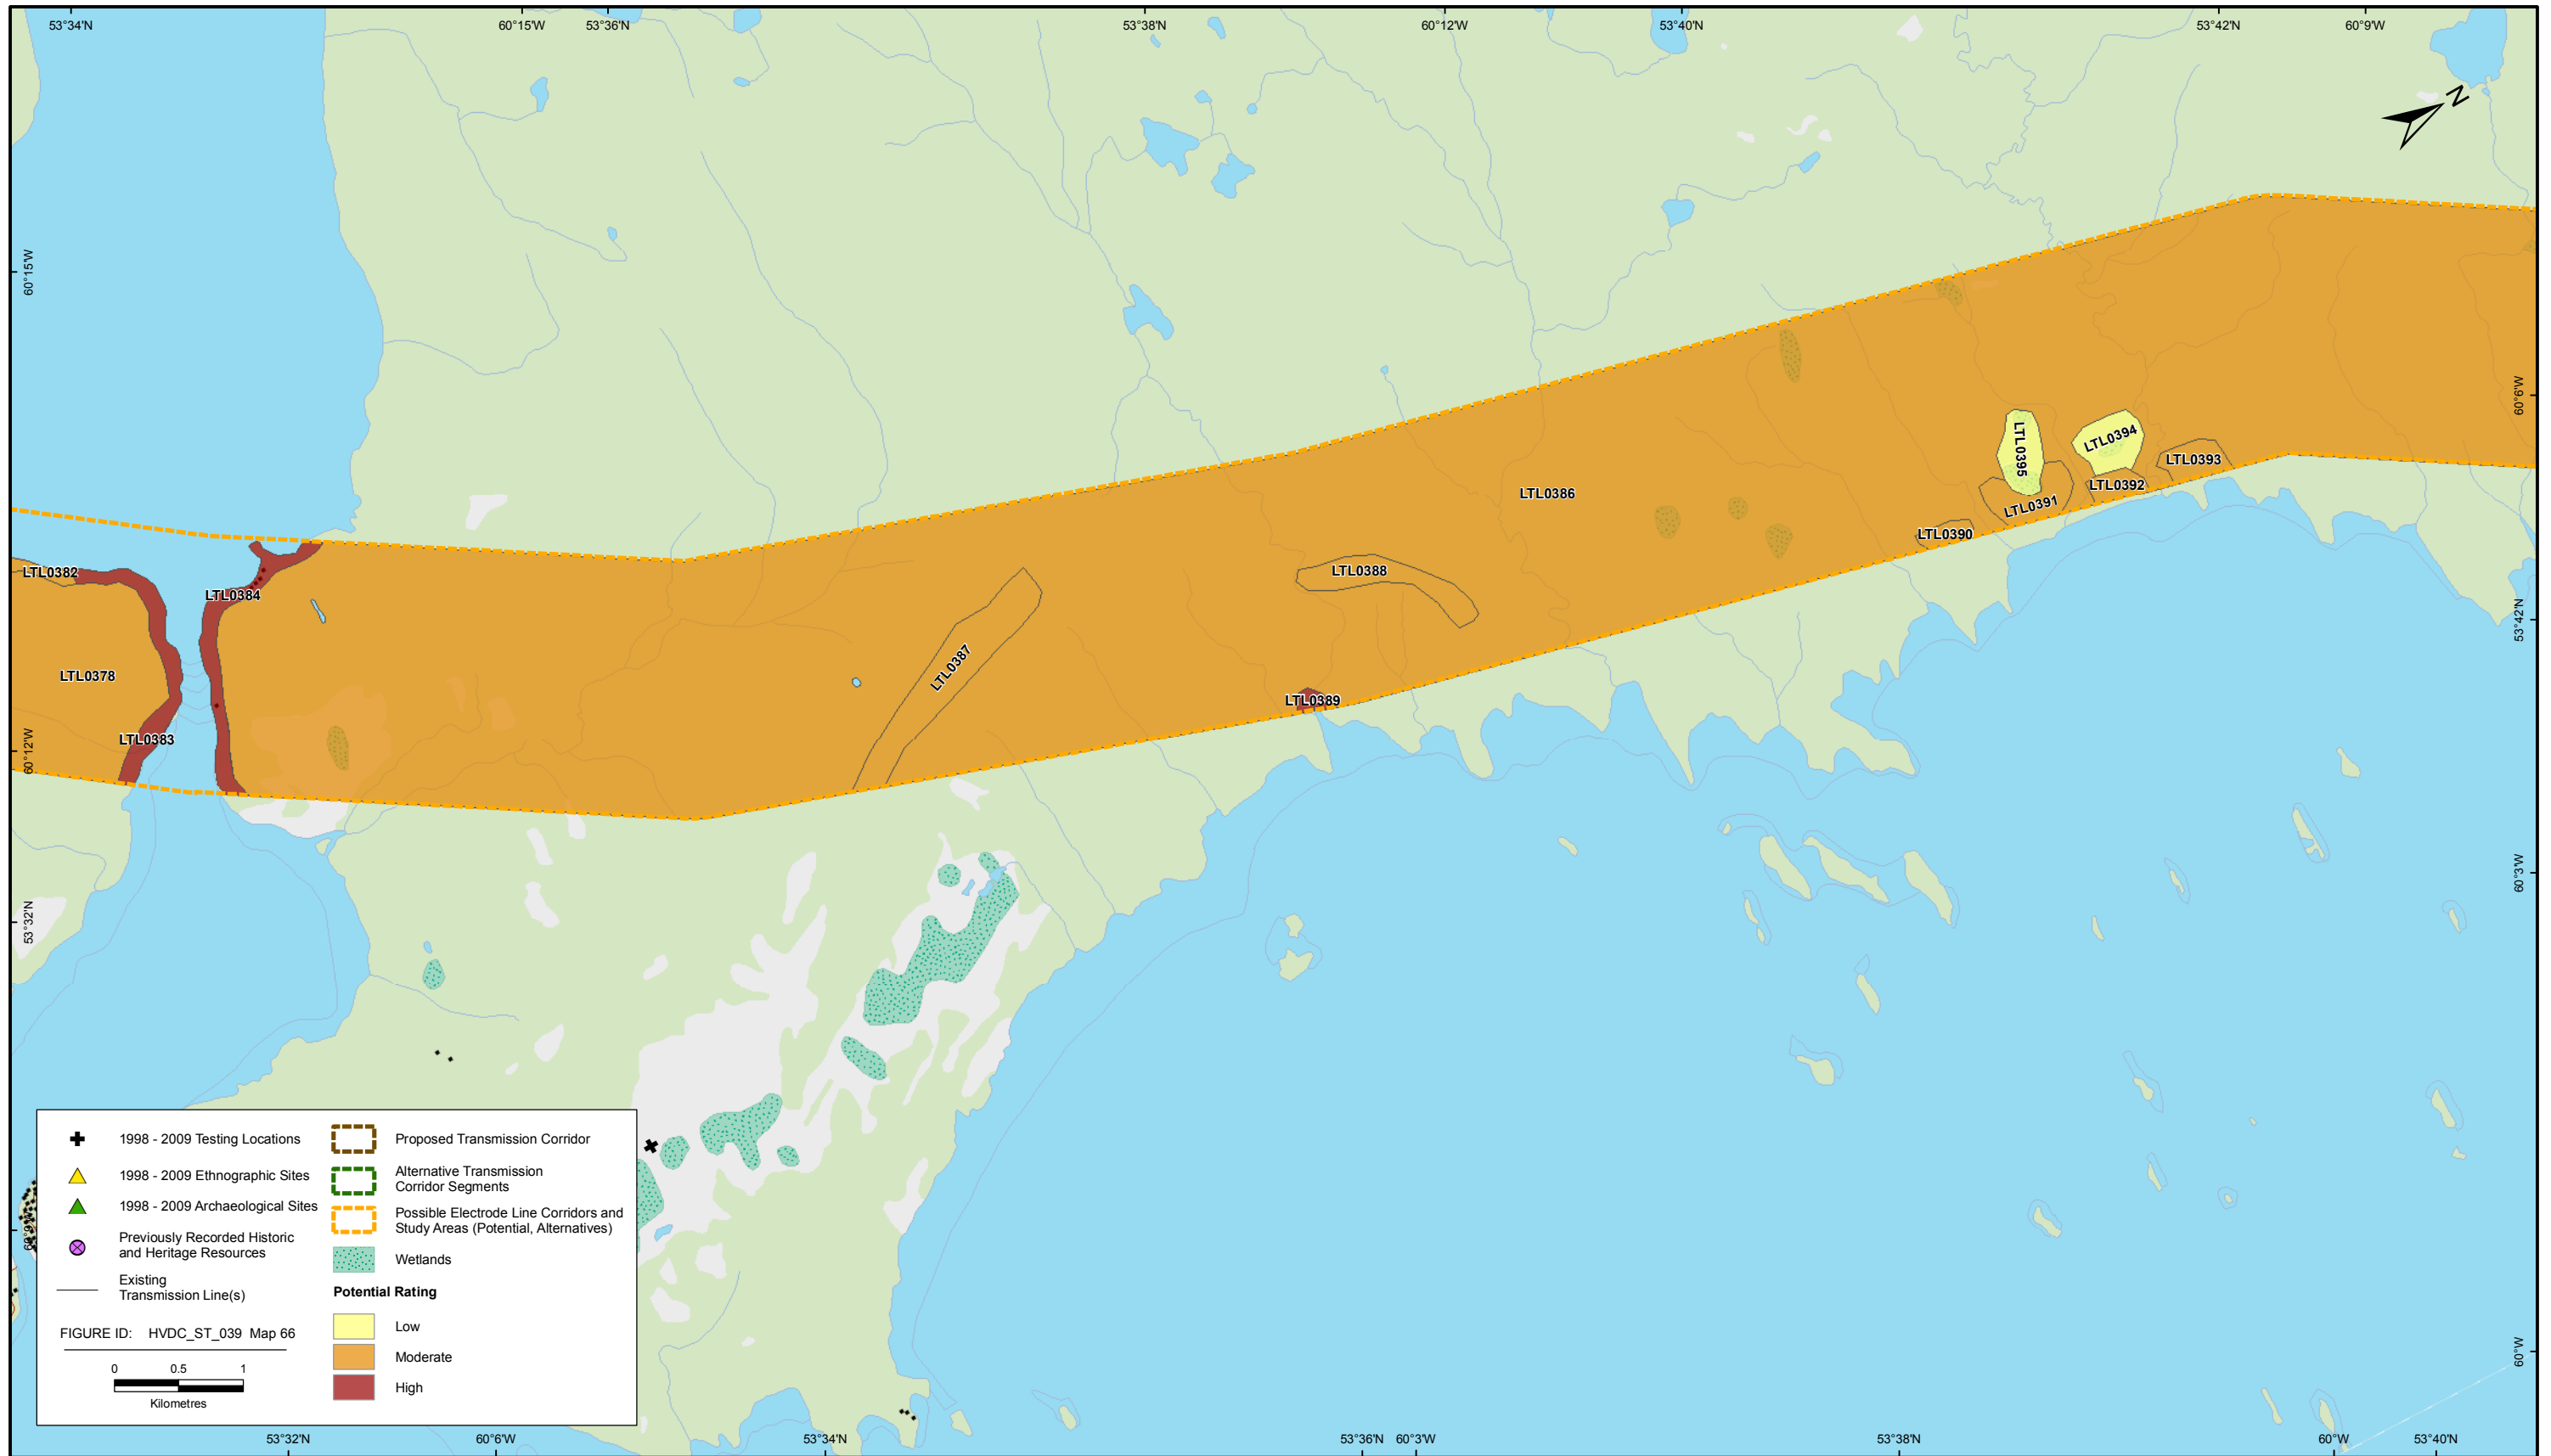 53°34'N
60°15'W
53°36'N
53°38'N
60°12'W
53°40'N
53°42'N
60°9'W
N
60°15'W
60°6'W
LTL0395
LTL0394
LTL0393
LTL0392
LTL0386
LTL0391
LTL0390
LTL0382
LTL0388
LTL0384
53°42'N
LTL0387
LTL0378
LTL0389
LTL0383
60°12'W
60°3'W
53°32'N
60°9'W
60°W
1998 - 2009 Testing Locations
1998 - 2009 Ethnographic Sites
1998 - 2009 Archaeological Sites
Previously Recorded Historic
and Heritage Resources
Existing
Transmission Line(s)
FIGURE ID: HVDC_ST_039 Map 66
0 0.5 1
Kilometres
Proposed Transmission Corridor
Alternative Transmission
Corridor Segments
Possible Electrode Line Corridors and
Study Areas (Potential, Alternatives)
Wetlands
Potential Rating
Low
Moderate
High
53°32'N
60°6'W
53°34'N
53°36'N
60°3'W
53°38'N
60°W
53°40'N